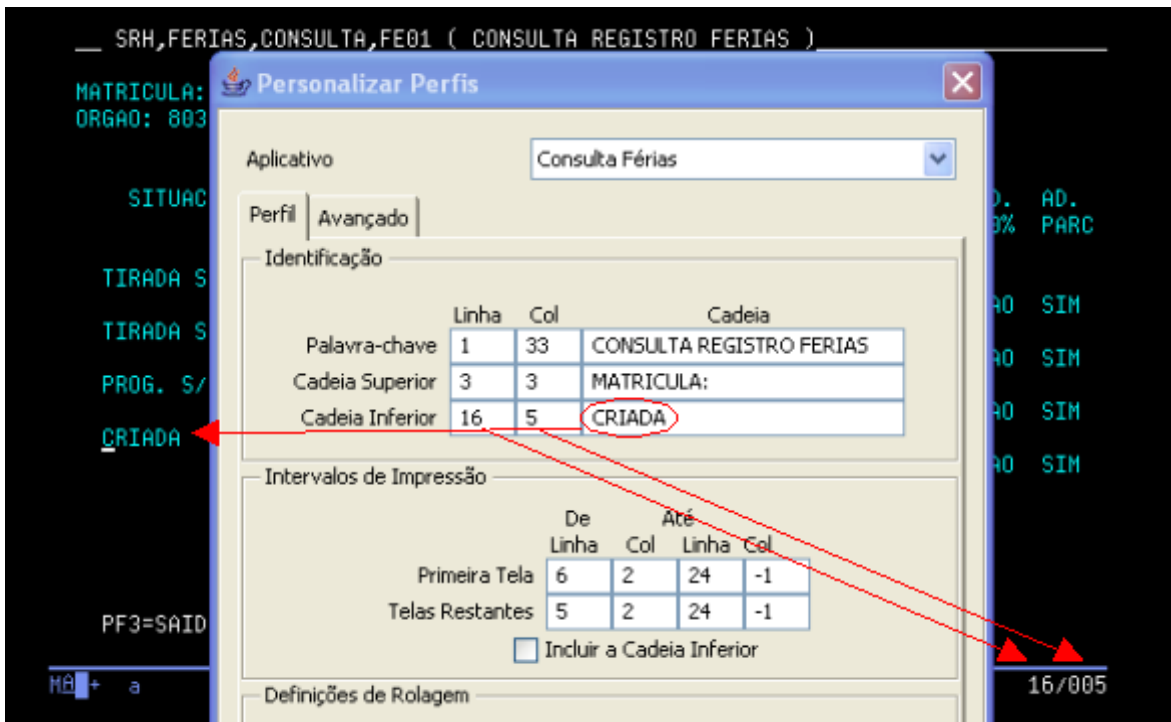 __ SRH,FERIAS,CONSULTA,FE01 ( CONSULTA REGISTRO FERIAS )
Personalizar Perfis
MATRICULA:
ORGAO: 803
Aplicativo Consulta Férias
SITUAC
Perfil Avançado
D. AD.
0% PARC
Identificação
TIRADA S
Linha Col Cadeia
AO SIM
TIRADA S
Palavra-chave 1 33 CONSULTA REGISTRO FERIAS
AO SIM
PROG. S/
Cadeia Superior 3 3 MATRICULA:
Cadeia Inferior 16 5 CRIADA
AO SIM
CRIADA
AO SIM
Intervalos de Impressão
De Até
Linha Col Linha Col
Primeira Tela 6 2 24 -1
Telas Restantes 5 2 24 -1
PF3=SAID
Incluir a Cadeia Inferior
MA + a 16/005
Definições de Rolagem